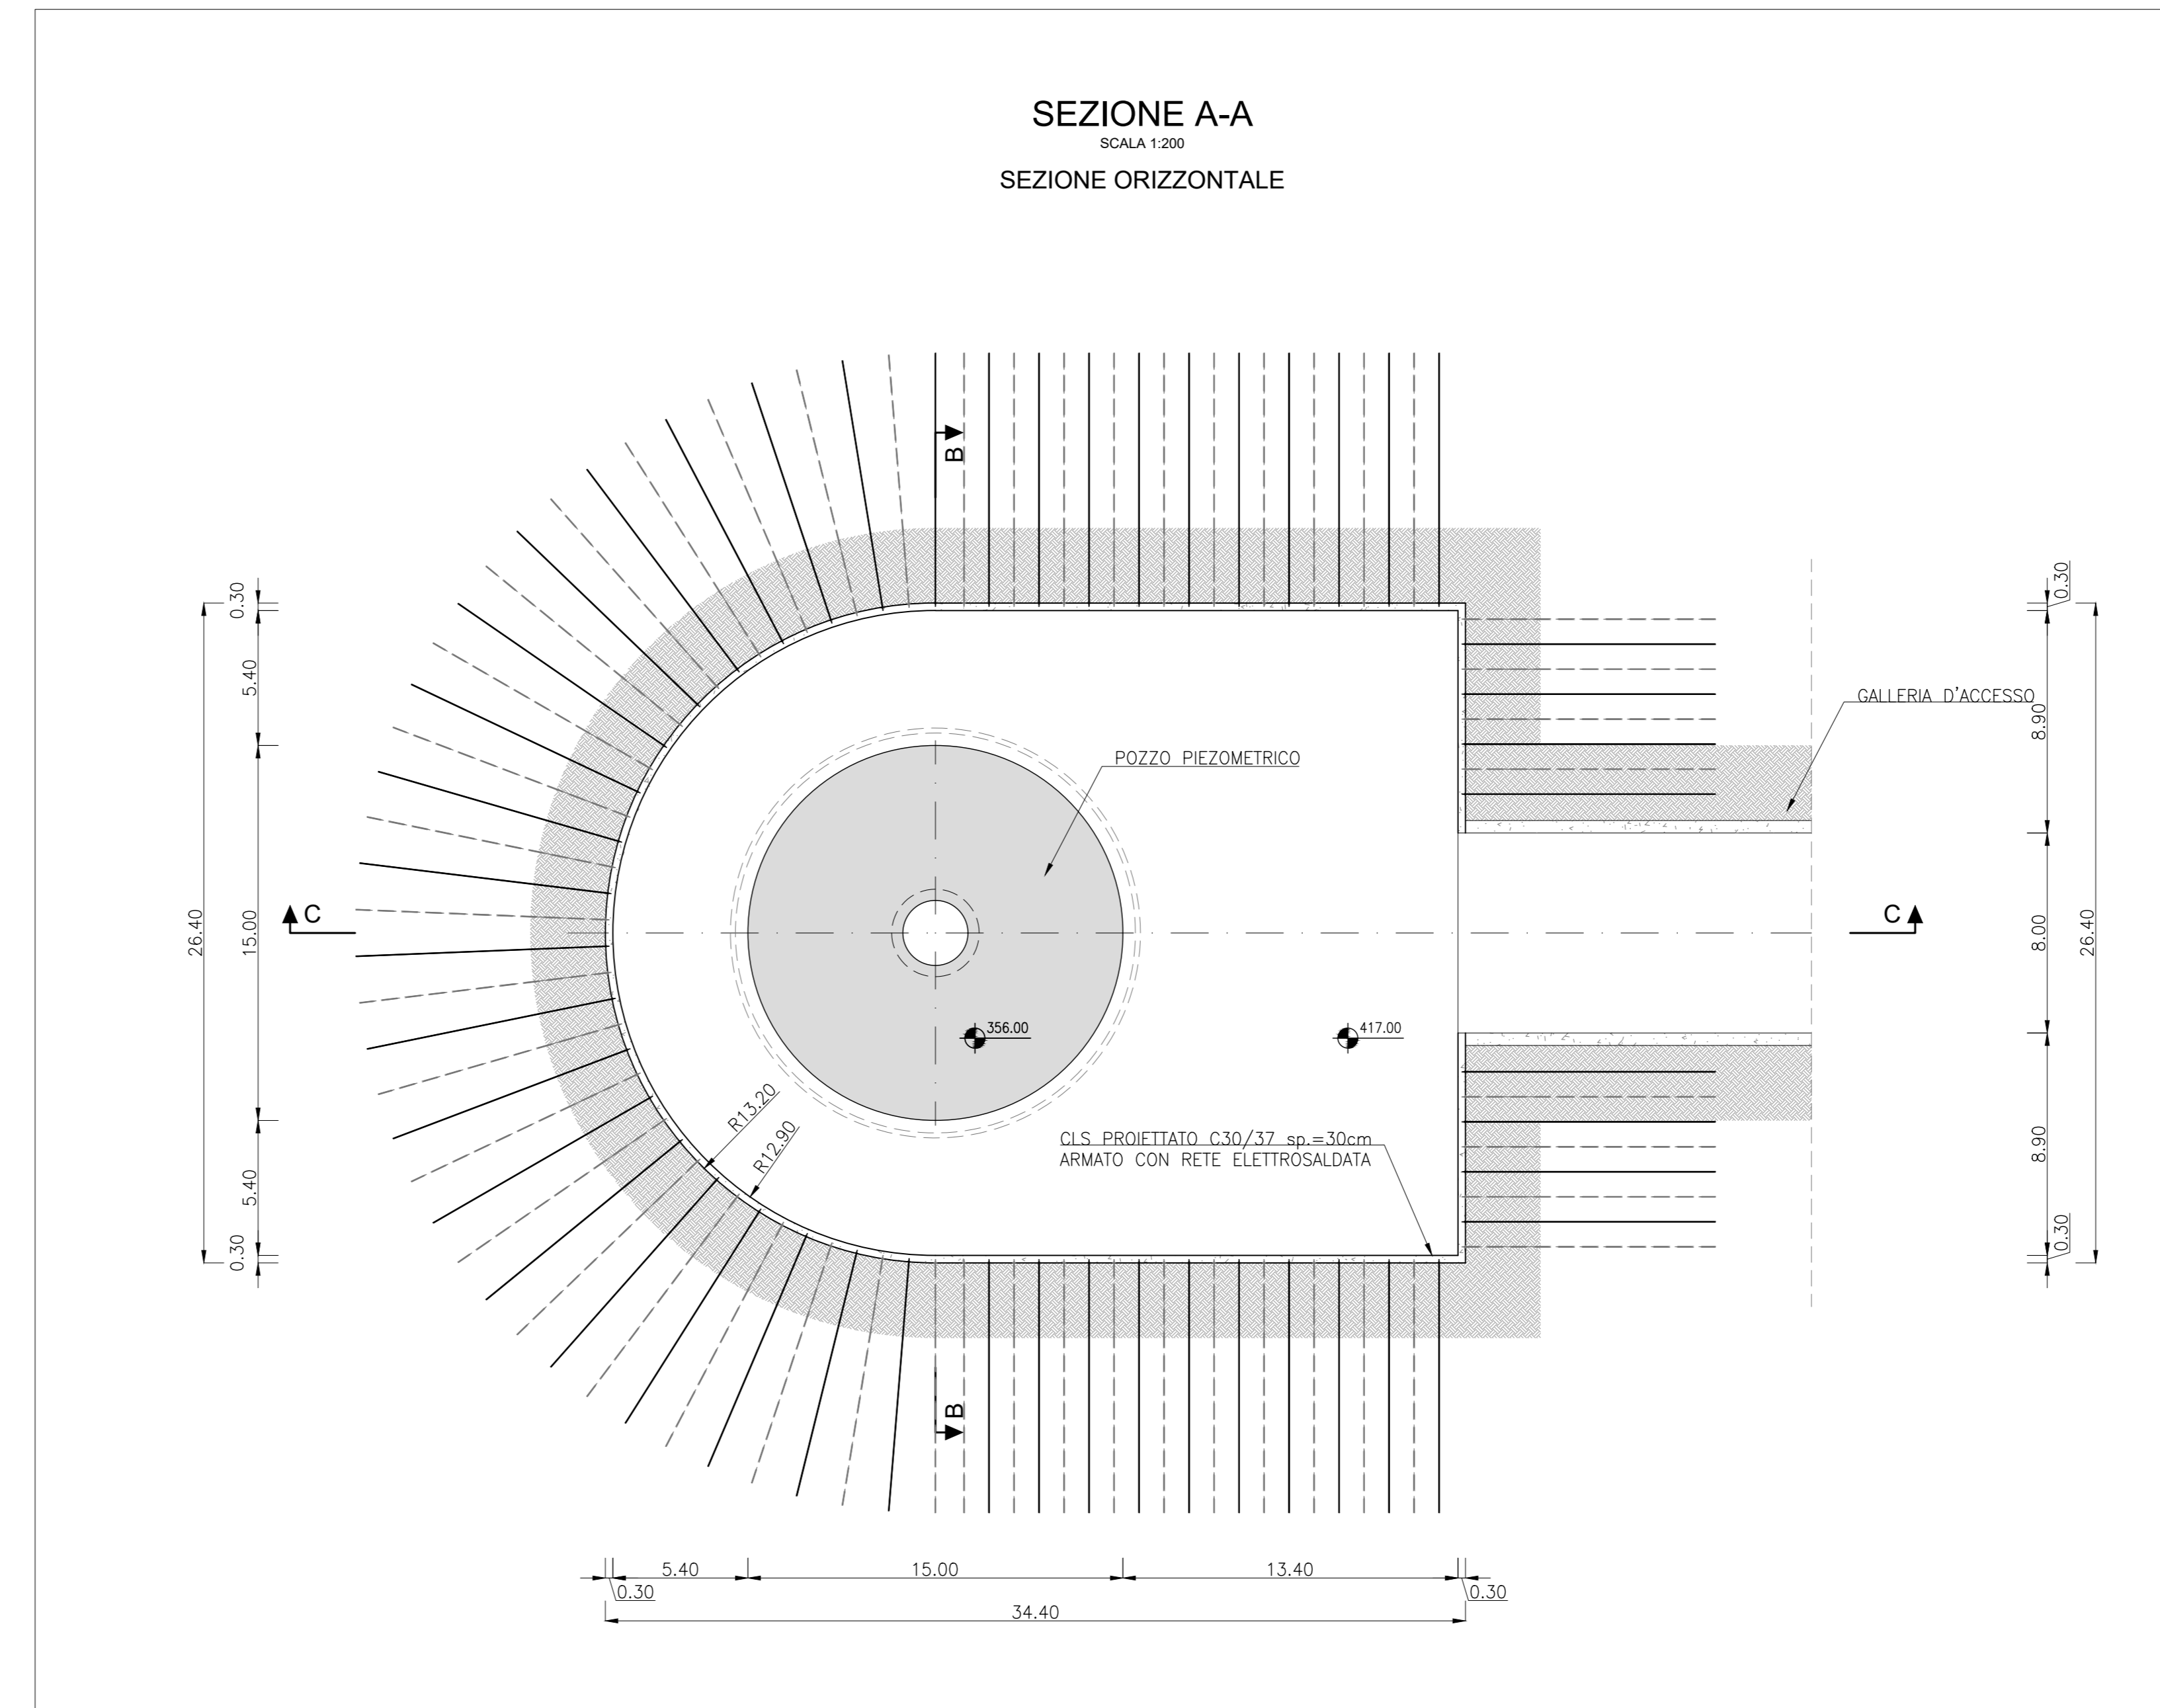 SEZIONE A-A
SCALA 1:200
SEZIONE ORIZZONTALE
B
0.30
0.30
5.40
GALLERIA D'ACCESSO
8.90
POZZO PIEZOMETRICO
26.40
15.00
C
C
8.00
26.40
356.00
417.00
R13.20
R12.90
CLS PROIETTATO C30/37 sp.=30cm
ARMATO CON RETE ELETTROSALDATA
5.40
8.90
0.30
0.30
B
5.40
15.00
13.40
0.30
0.30
34.40